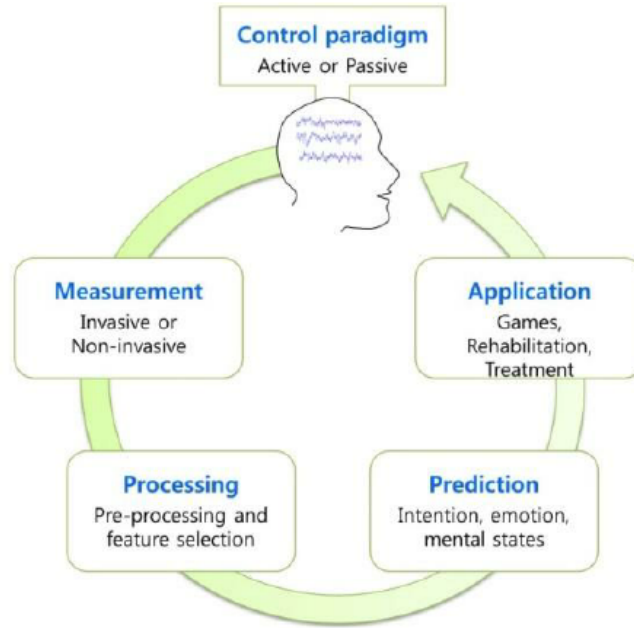 Control paradigm
Active or Passive
Measurement
Invasive or
Non-invasive
Application
Games,
Rehabilitation,
Treatment
Processing
Pre-processing and
feature selection
Prediction
Intention, emotion,
mental states